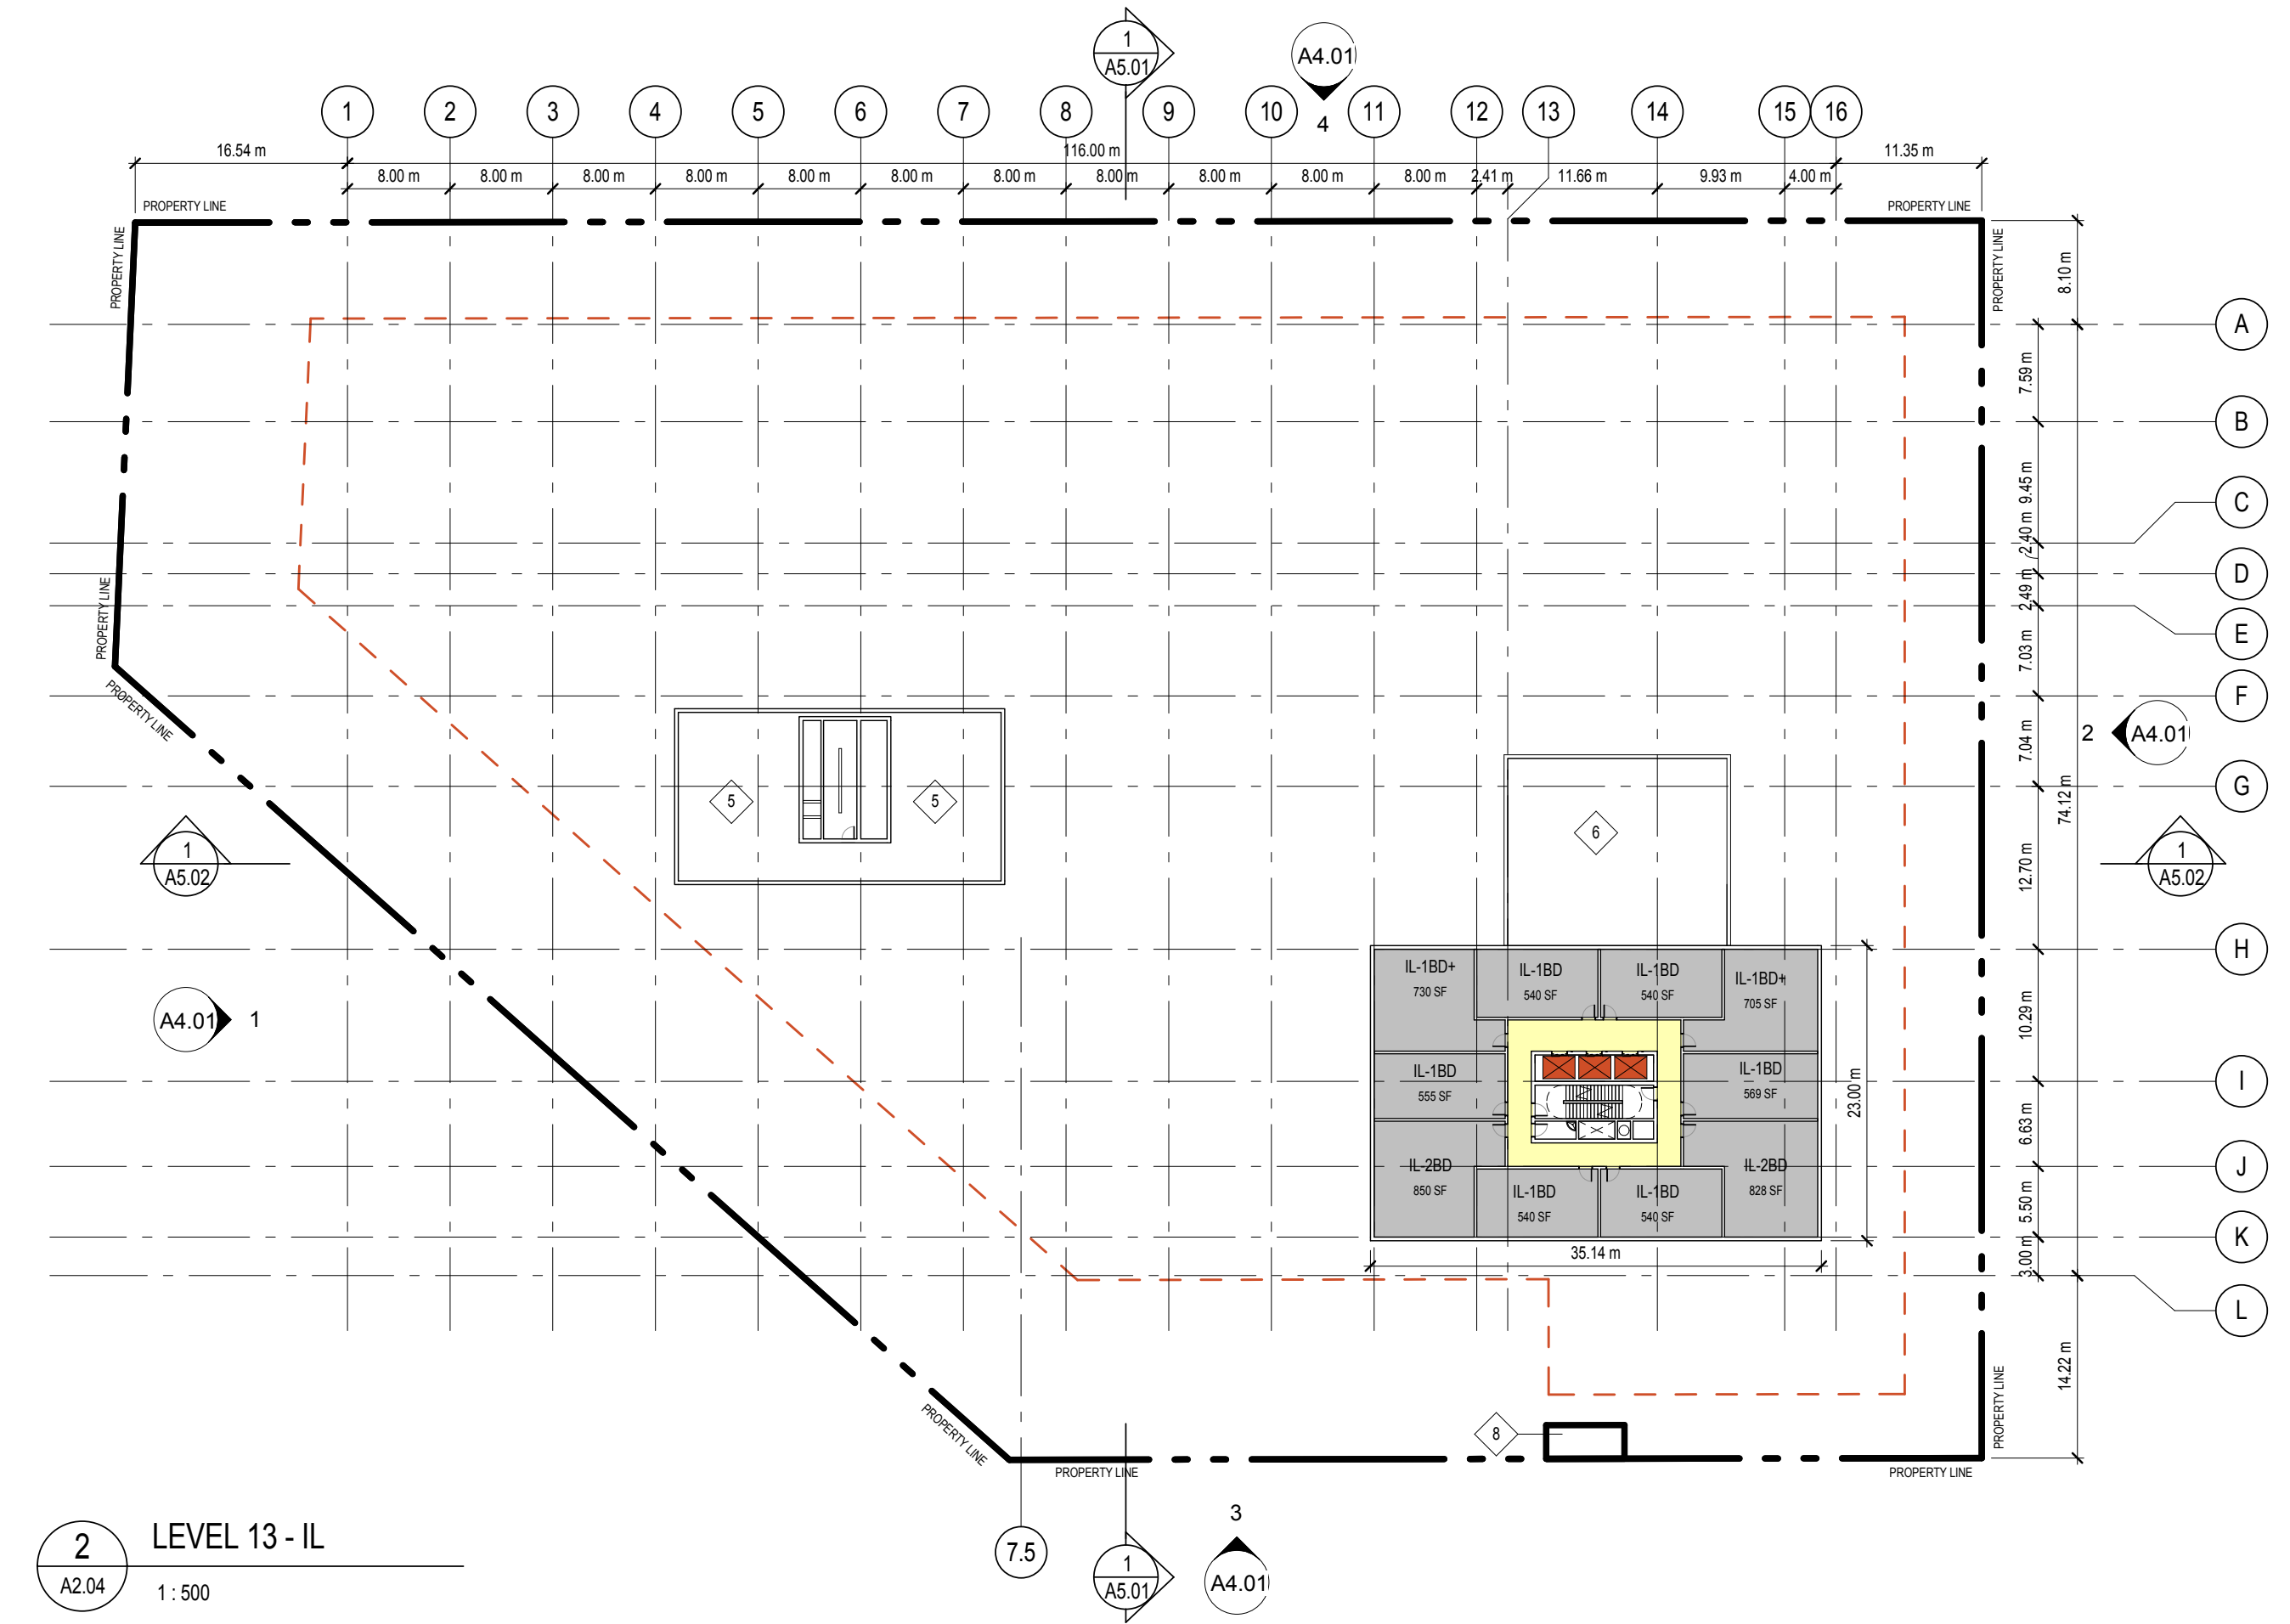 1
A5.01
A4.01
4
1
2
3
4
5
6
7
8
9
10
11
12
13
14
15
16
16.54 m
116.00 m
11.35 m
8.00 m
8.00 m
8.00 m
8.00 m
8.00 m
8.00 m
8.00 m
8.00 m
8.00 m
8.00 m
8.00 m
2.41 m
11.66 m
9.93 m
4.00 m
PROPERTY LINE
PROPERTY LINE
PROPERTY LINE
PROPERTY LINE
8.10 m
A
7.59 m
B
9.45 m
C
2.40 m
D
2.49 m
E
PROPERTY LINE
7.03 m
F
PROPERTY LINE
7.04 m
2
A4.01
G
74.12 m
5
5
6
1
A5.02
12.70 m
1
A5.02
H
IL-1BD+
730 SF
IL-1BD
540 SF
IL-1BD
540 SF
IL-1BD+
705 SF
A4.01
1
10.29 m
I
IL-1BD
555 SF
IL-1BD
569 SF
23.00 m
6.63 m
J
IL-2BD
850 SF
IL-1BD
540 SF
IL-1BD
540 SF
IL-2BD
828 SF
5.50 m
K
35.14 m
3.00 m
L
14.22 m
PROPERTY LINE
8
PROPERTY LINE
PROPERTY LINE
PROPERTY LINE
3
A4.01
7.5
1
A5.01
2
A2.04
LEVEL 13 - IL
1 : 500